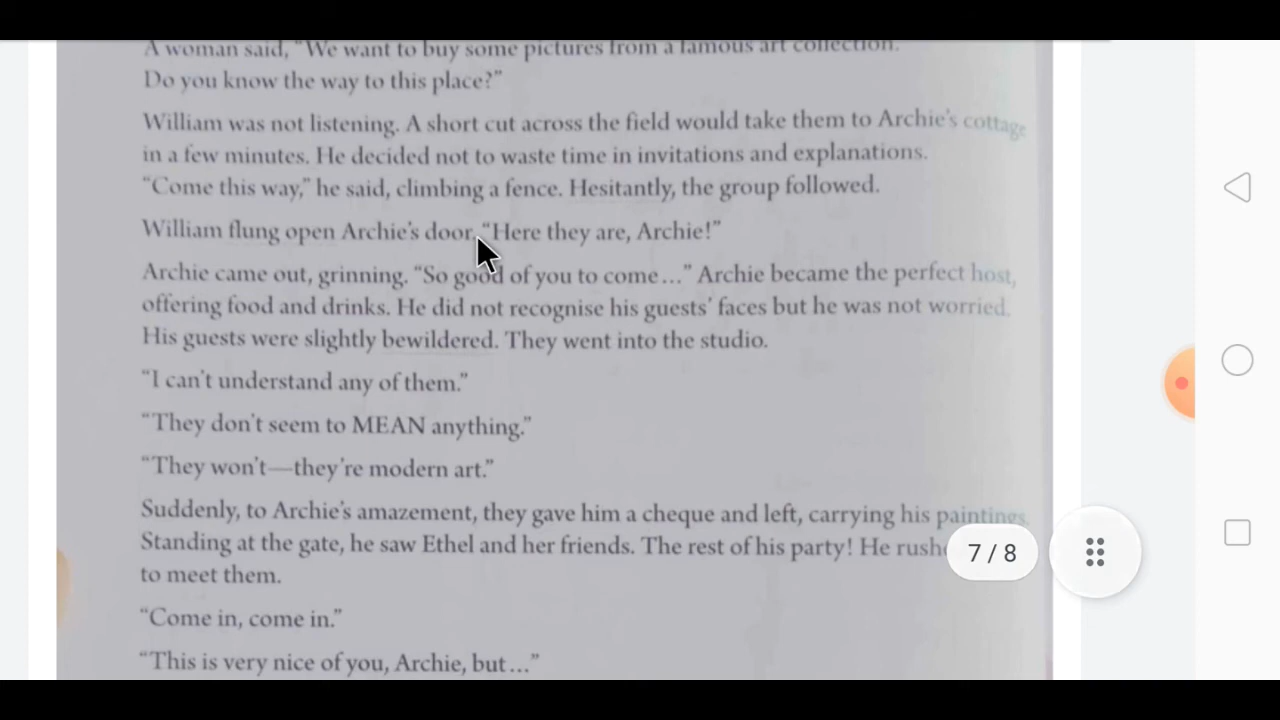 A woman said, “We want to buy some pictures from a famous art collection.
Do you know the way to this place?”
William was not listening. A short cut across the field would take them to Archie’s cottage
in a few minutes. He decided not to waste time in invitations and explanations.
“Come this way,” he said, climbing a fence. Hesitantly, the group followed.
William flung open Archie’s door. “Here they are, Archie!”
Archie came out, grinning. “So good of you to come…” Archie became the perfect host,
offering food and drinks. He did not recognise his guests’ faces but he was not worried.
His guests were slightly bewildered. They went into the studio.
“I can’t understand any of them.”
“They don’t seem to MEAN anything.”
“They won’t—they’re modern art.”
Suddenly, to Archie’s amazement, they gave him a cheque and left, carrying his paintings.
Standing at the gate, he saw Ethel and her friends. The rest of his party! He
to meet them.
7 / 8
“Come in, come in.”
“This is very nice of you, Archie, but…”